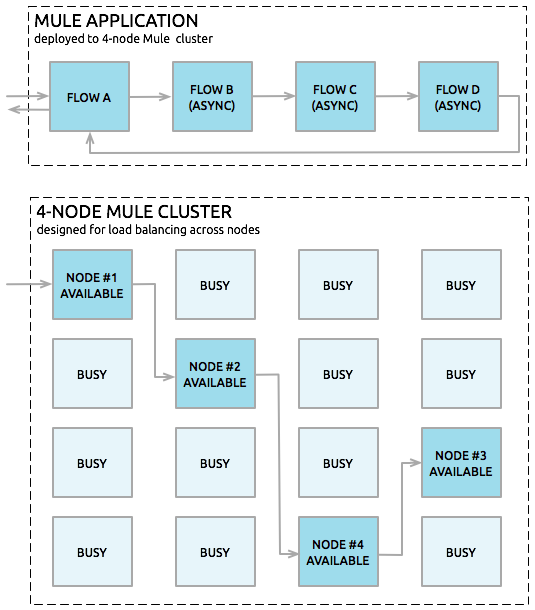 MULE APPLICATION
deployed to 4-node Mule cluster
FLOW A
FLOW B
(ASYNC)
FLOW C
(ASYNC)
FLOW D
(ASYNC)
4-NODE MULE CLUSTER
designed for load balancing across nodes
NODE #1
AVAILABLE
BUSY
BUSY
BUSY
BUSY
NODE #2
AVAILABLE
BUSY
BUSY
BUSY
BUSY
BUSY
NODE #3
AVAILABLE
BUSY
BUSY
NODE #4
AVAILABLE
BUSY